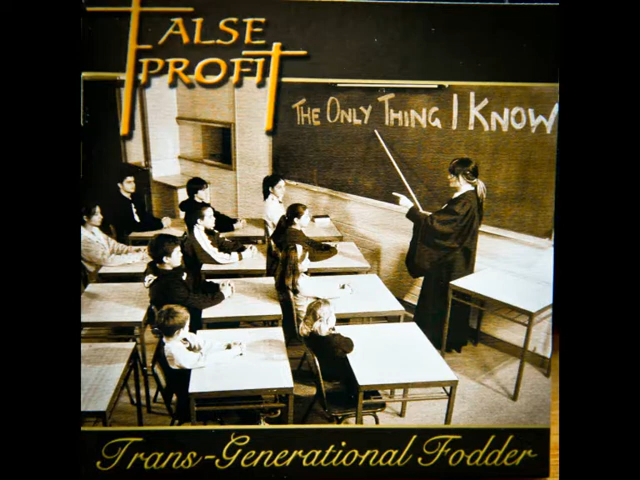 FALSE
PROFIT
THE ONLY THING I KNOW
Trans-Generational Fodder